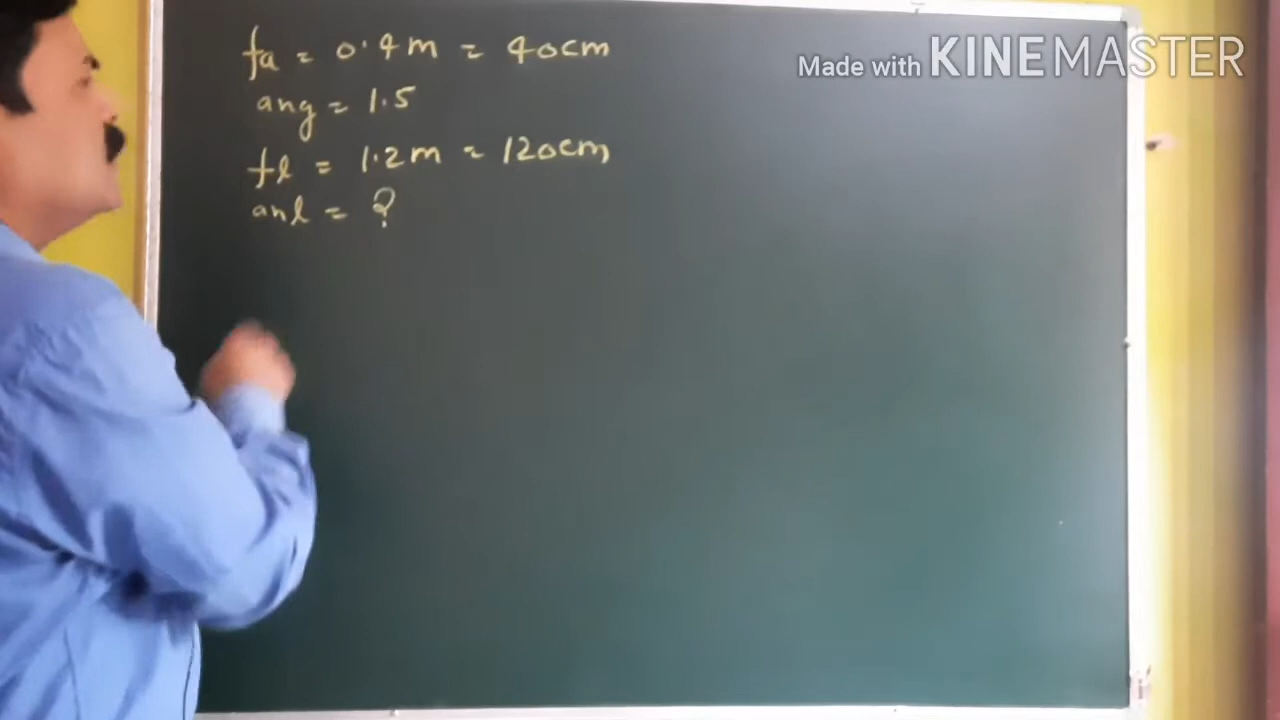 fa = 0.4m = 40cm
ang = 1.5
fl = 1.2m = 120cm
anl = ?
Made with KINEMASTER